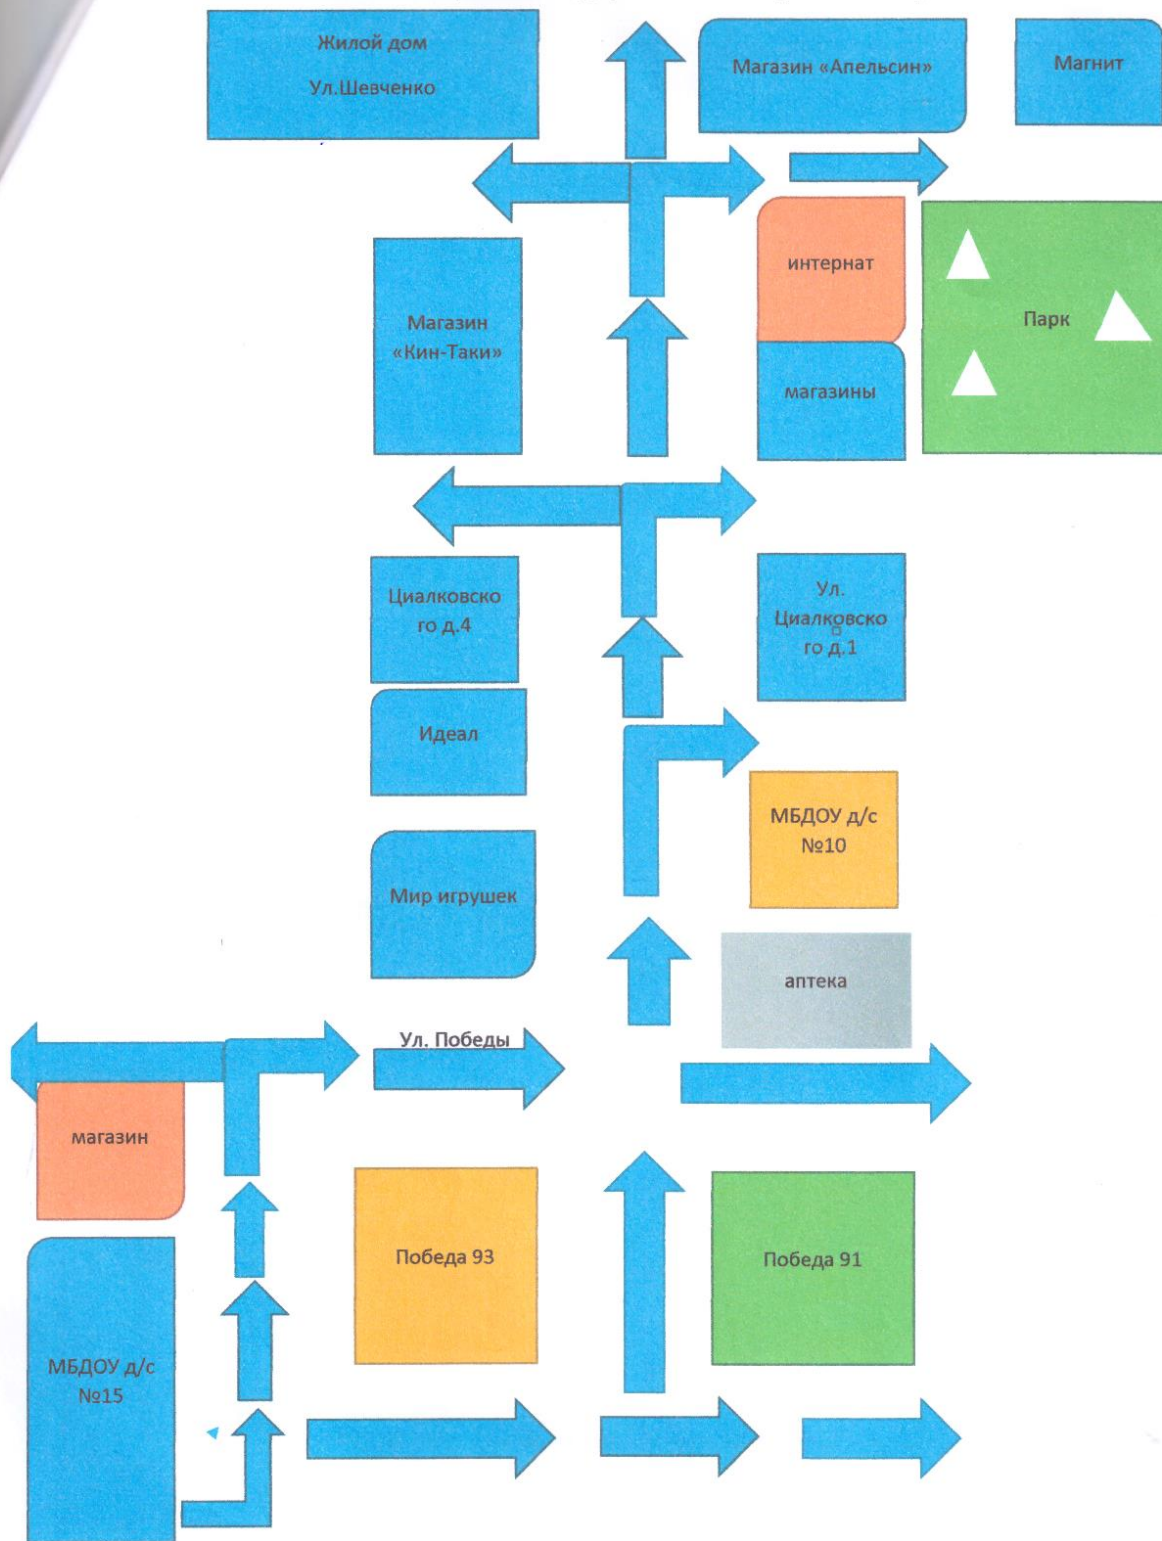 Жилой дом
Ул.Шевченко
Магазин «Апельсин»
Магнит
интернат
Парк
Магазин
«Кин-Таки»
магазины
Циалковско
го д.4
Ул.
Циалковско
го д.1
Идеал
МБДОУ д/с
№10
Мир игрушек
аптека
Ул. Победы
магазин
Победа 93
Победа 91
МБДОУ д/с
№15